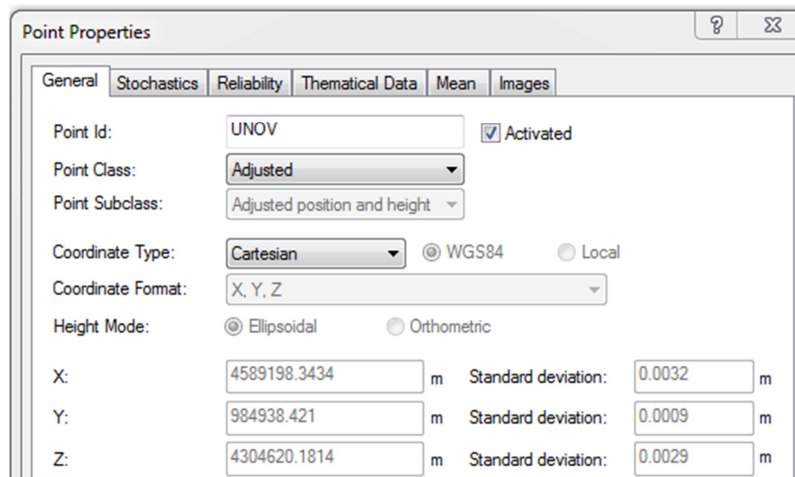 Point Properties
General Stochastics Reliability Thematical Data Mean Images
Point Id: UNOV Activated
Point Class: Adjusted
Point Subclass: Adjusted position and height
Coordinate Type: Cartesian WGS84 Local
Coordinate Format: X, Y, Z
Height Mode: Ellipsoidal Orthometric
X: 4589198.3434 m Standard deviation: 0.0032 m
Y: 984938.421 m Standard deviation: 0.0009 m
Z: 4304620.1814 m Standard deviation: 0.0029 m